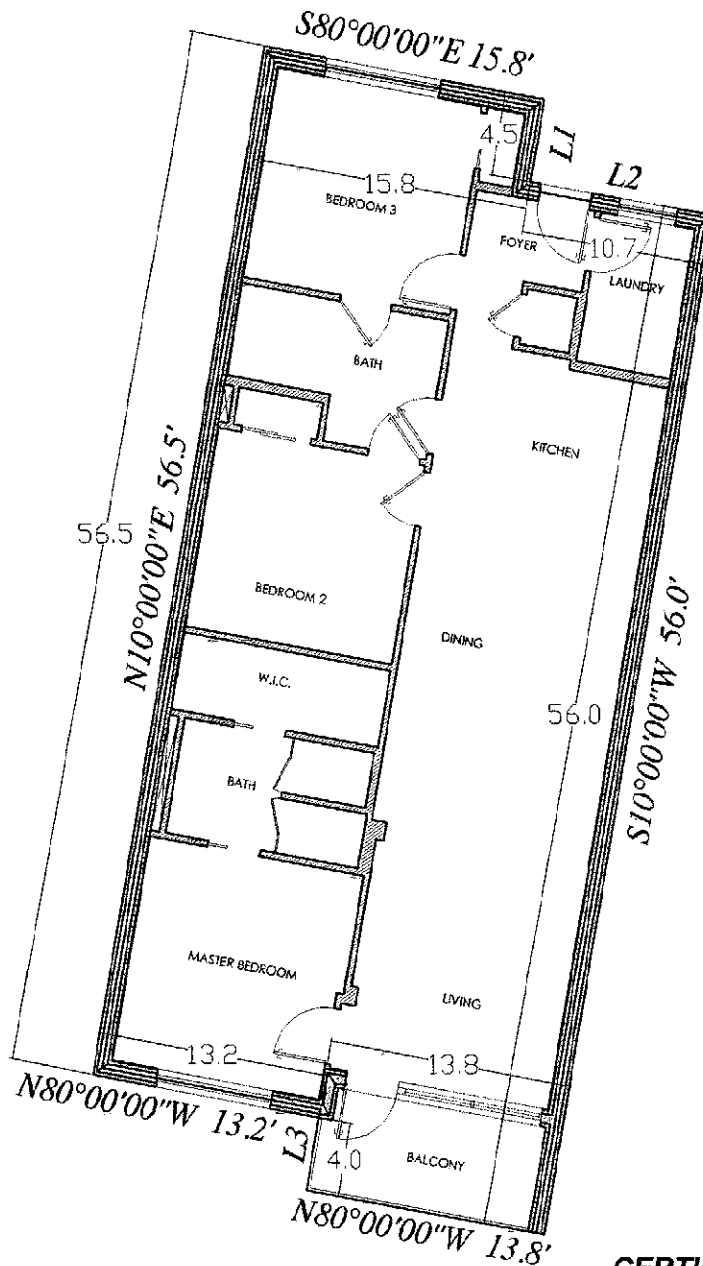 S80°00'00"E 15.8'
4.5
L1
L2
15.8
BEDROOM 3
FOYER
10.7
LAUNDRY
BATH
KITCHEN
N10°00'00"E 56.5'
56.5
BEDROOM 2
DINING
S10°00'00"W 56.0'
W.I.C.
56.0
BATH
MASTER BEDROOM
LIVING
13.2
13.8
N80°00'00"W 13.2'
L3
4.0
BALCONY
N80°00'00"W 13.8'